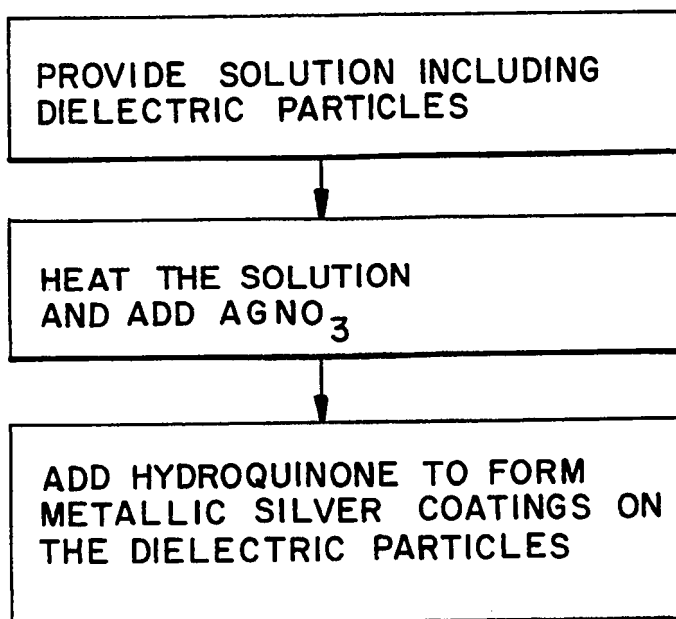 PROVIDE SOLUTION INCLUDING
DIELECTRIC PARTICLES
HEAT THE SOLUTION
AND ADD AGNO3
ADD HYDROQUINONE TO FORM
METALLIC SILVER COATINGS ON
THE DIELECTRIC PARTICLES